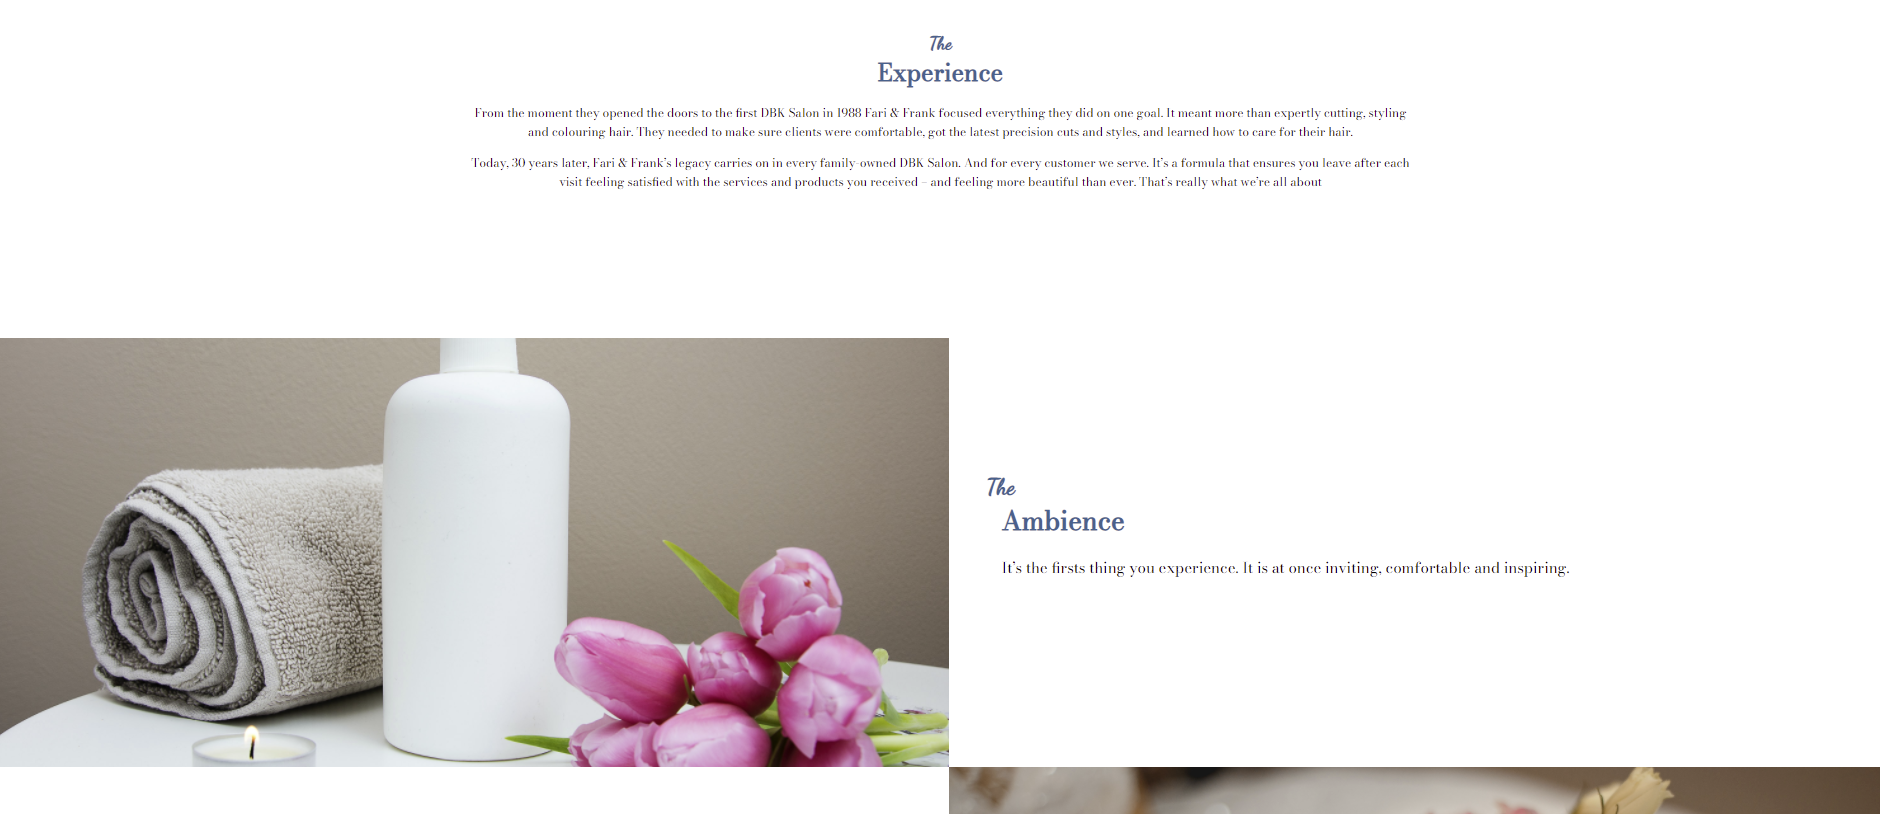 The
Experience
From the moment they opened the doors to the first DBK Salon in 1988 Fari & Frank focused everything they did on one goal. It meant more than expertly cutting, styling
and colouring hair. They needed to make sure clients were comfortable, got the latest precision cuts and styles, and learned how to care for their hair.
Today, 30 years later, Fari & Frank’s legacy carries on in every family-owned DBK Salon. And for every customer we serve. It’s a formula that ensures you leave after each
visit feeling satisfied with the services and products you received – and feeling more beautiful than ever. That’s really what we’re all about
The
Ambience
It’s the firsts thing you experience. It is at once inviting, comfortable and inspiring.